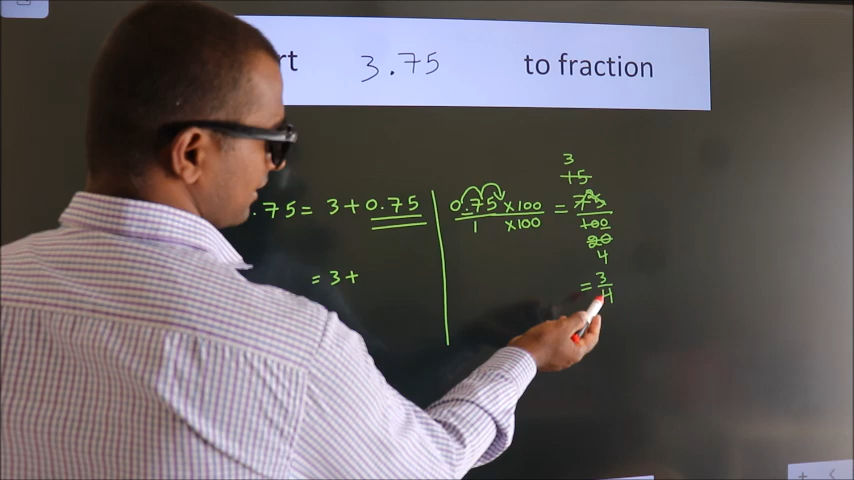 rt 3.75 to fraction
.75 = 3 + 0.75
= 3 +
0.75 × 100 =
1 × 100
3
15
75
100
20
4
= 3
4